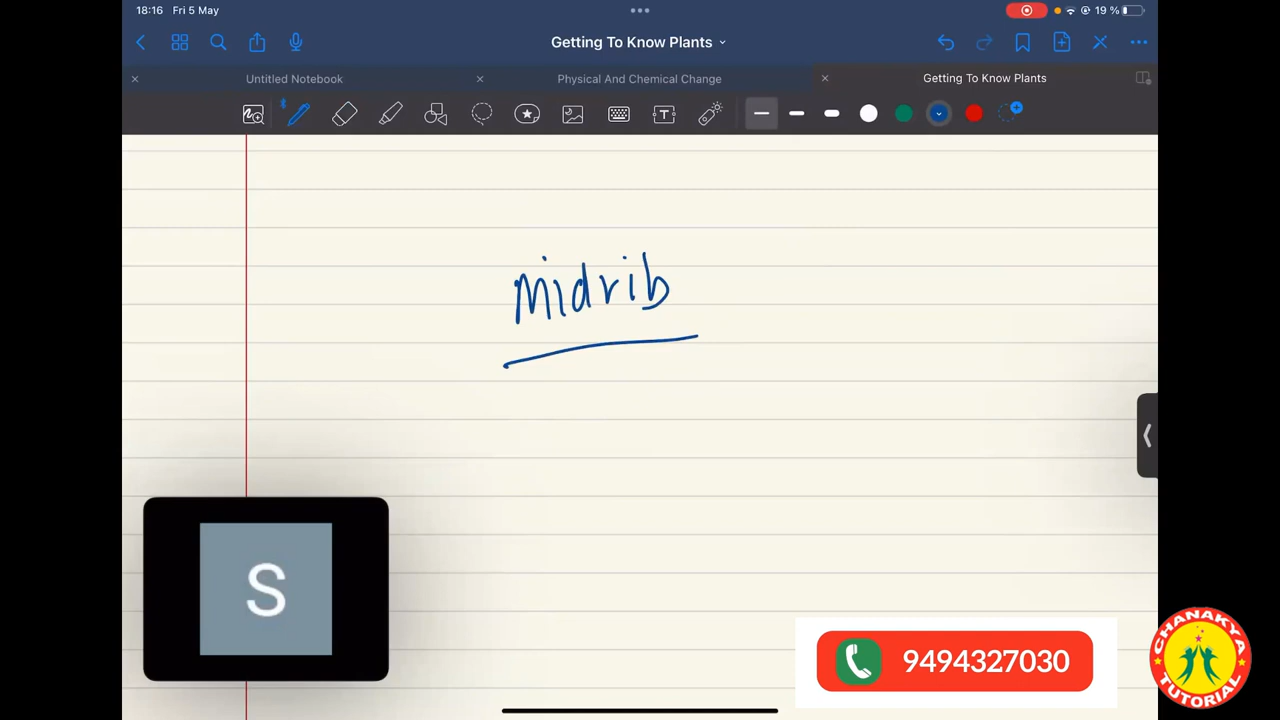 18:16 Fri 5 May
19 %
Getting To Know Plants
Untitled Notebook
Physical And Chemical Change
Getting To Know Plants
T
midrib
S
9494327030
CHANAKYA
TUTORIAL